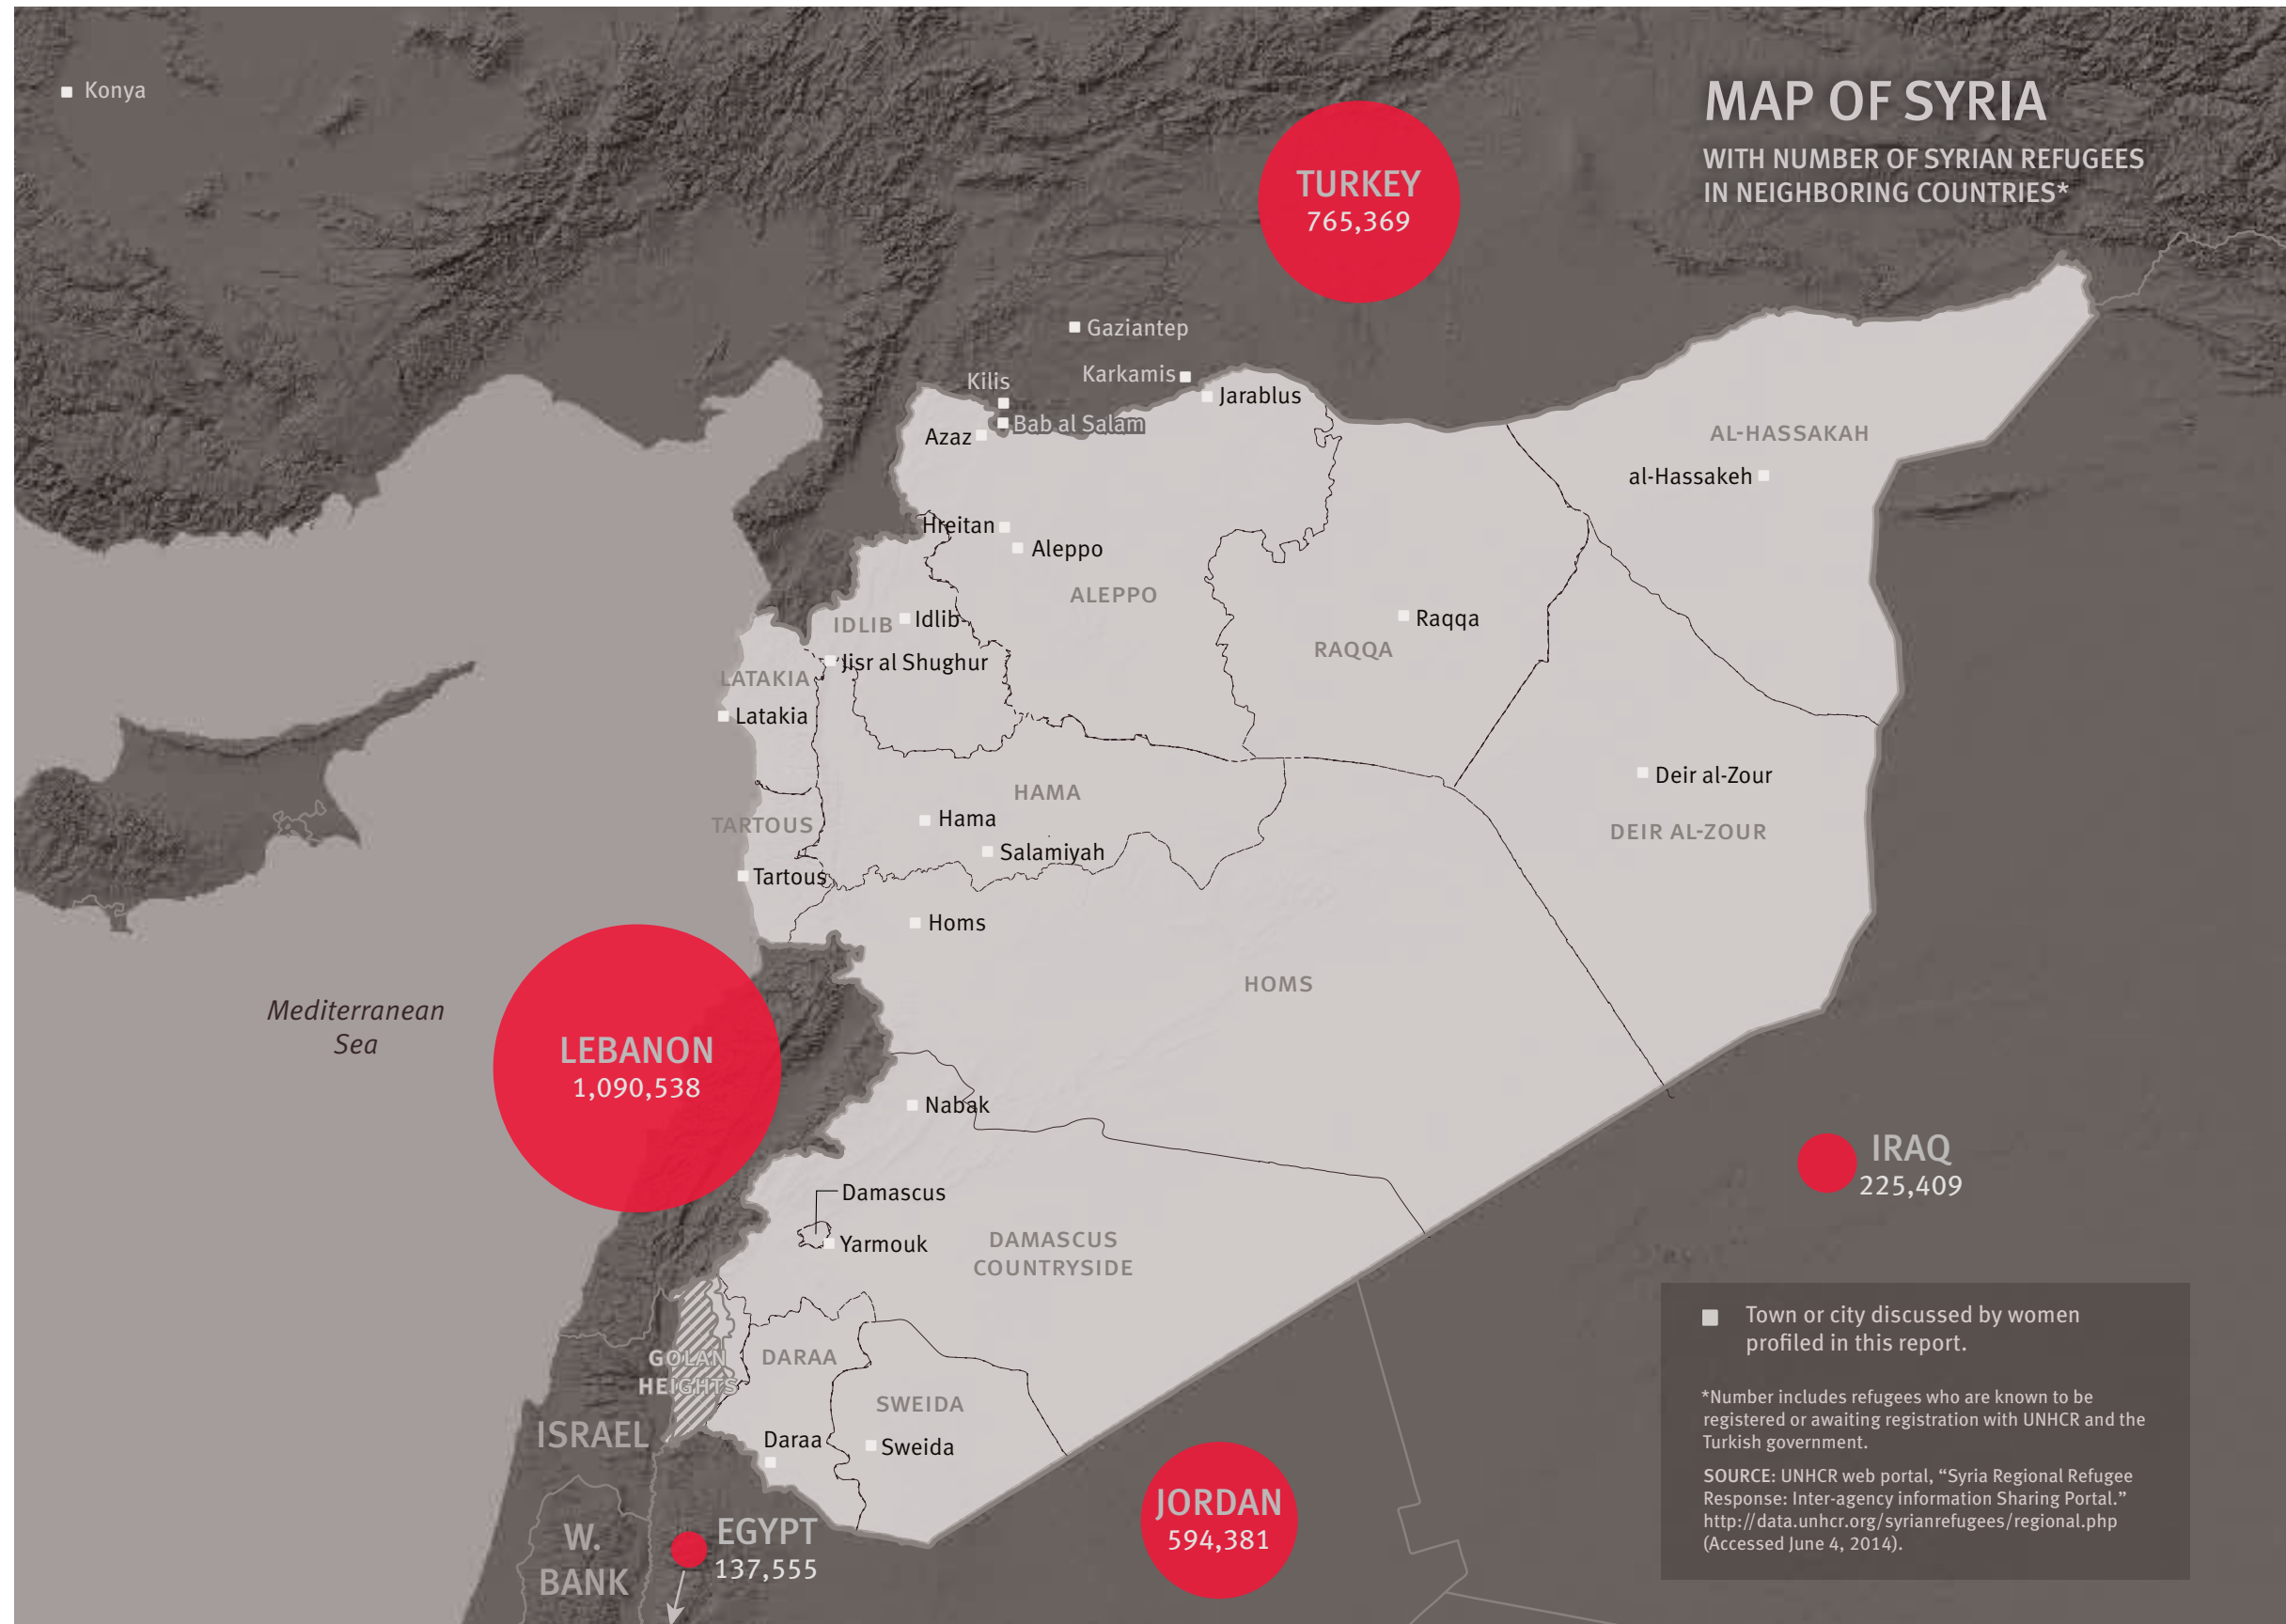 MAP OF SYRIA
WITH NUMBER OF SYRIAN REFUGEES
IN NEIGHBORING COUNTRIES*
Konya
TURKEY
765,369
Gaziantep
Karkamis
Kilis
Jarablus
Bab al Salam
Azaz
AL-HASSAKAH
al-Hassakeh
Hreitan
Aleppo
ALEPPO
IDLIB
Idlib
Raqqa
RAQQA
Jisr al Shughur
LATAKIA
Latakia
Deir al-Zour
DEIR AL-ZOUR
HAMA
Hama
TARTOUS
Salamiyah
Tartous
Homs
HOMS
Mediterranean
Sea
LEBANON
1,090,538
Nabak
IRAQ
225,409
Damascus
Yarmouk
DAMASCUS
COUNTRYSIDE
GOLAN
HEIGHTS
DARAA
SWEIDA
ISRAEL
Daraa
Sweida
JORDAN
594,381
EGYPT
137,555
W.
BANK
Town or city discussed by women
profiled in this report.
*Number includes refugees who are known to be
registered or awaiting registration with UNHCR and the
Turkish government.
SOURCE: UNHCR web portal, “Syria Regional Refugee
Response: Inter-agency information Sharing Portal.”
http://data.unhcr.org/syrianrefugees/regional.php
(Accessed June 4, 2014).